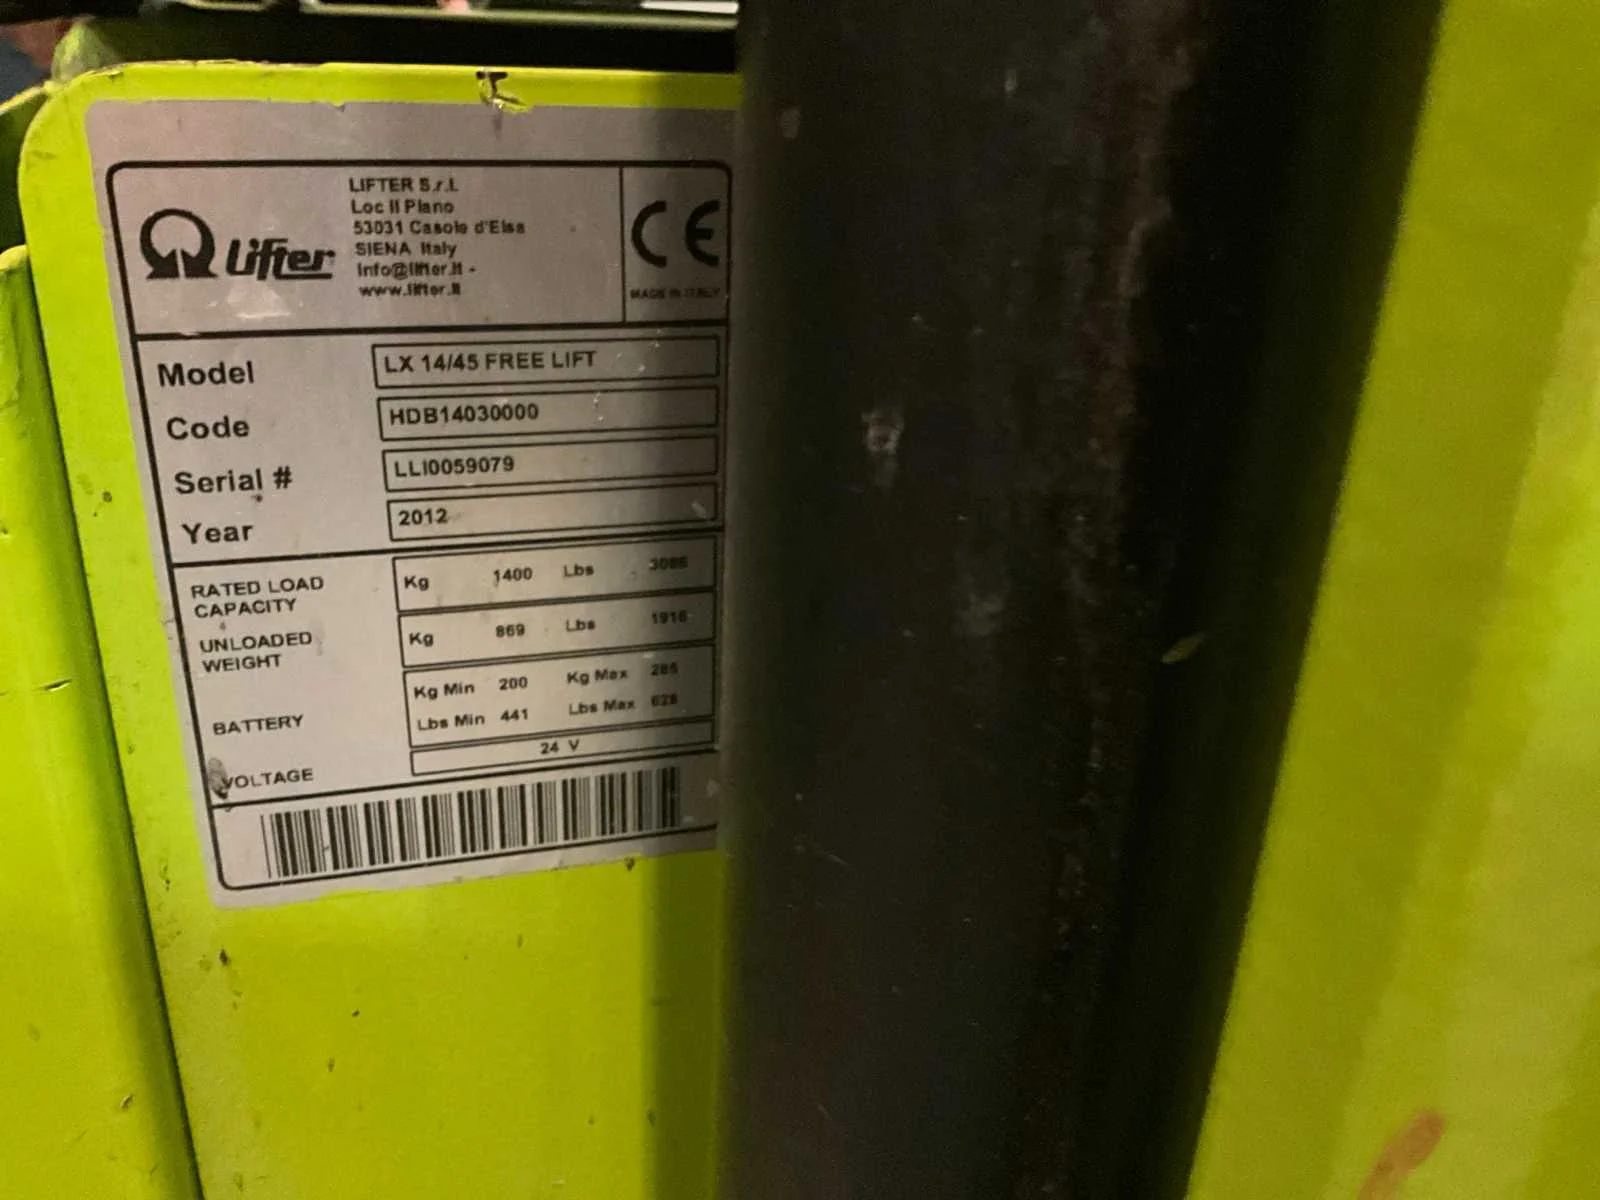 LIFTER S.r.l.
Loc Il Piano
53031 Casole d'Elsa
SIENA Italy
Info@lifter.it -
www.lifter.it
Lifter
CE
MADE IN ITALY
Model LX 14/45 FREE LIFT
Code HDB14030000
Serial # LLI0059079
Year 2012
RATED LOAD
CAPACITY
Kg 1400 Lbs 3086
UNLOADED
WEIGHT
Kg 869 Lbs 1916
BATTERY
Kg Min 200 Kg Max 285
Lbs Min 441 Lbs Max 628
VOLTAGE 24 V